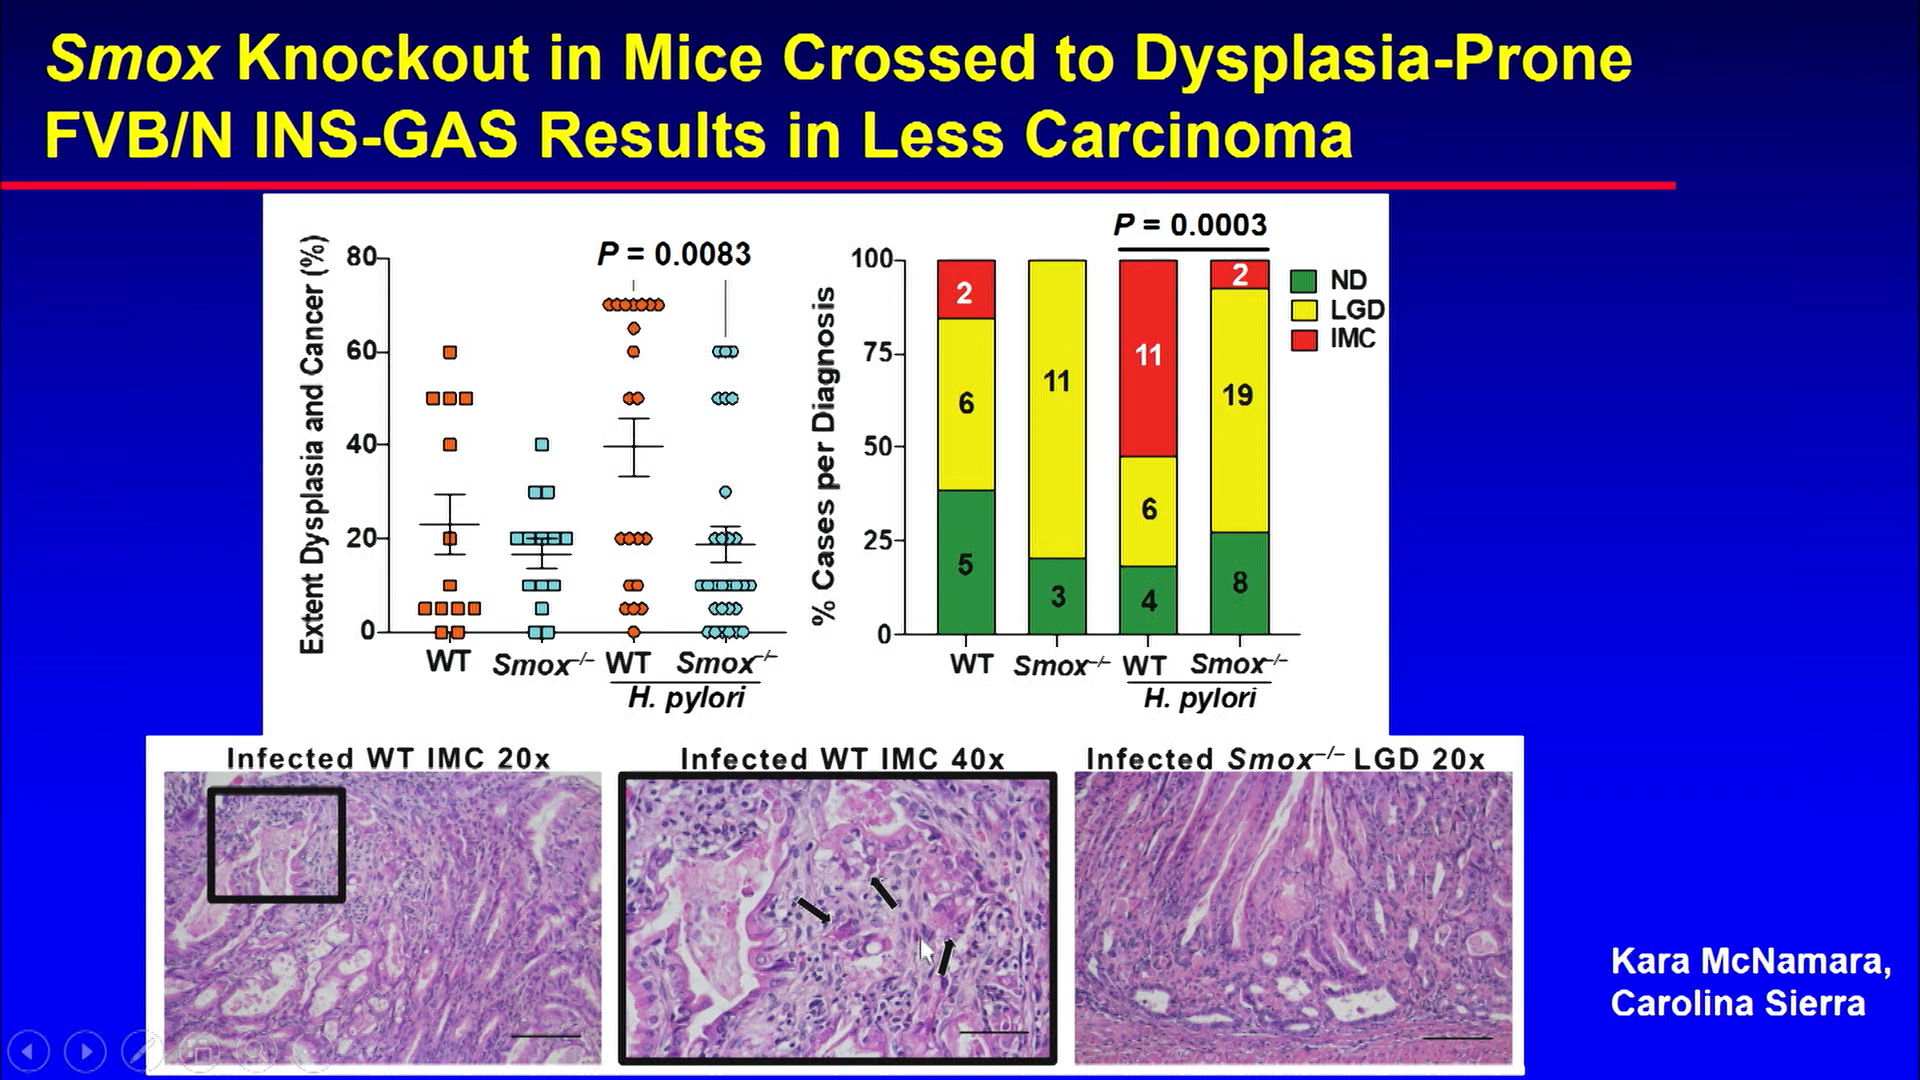 Smox Knockout in Mice Crossed to Dysplasia-Prone
FVB/N INS-GAS Results in Less Carcinoma
Extent Dysplasia and Cancer (%)
80
60
40
20
0
P = 0.0083
WT
Smox–/–
WT
Smox–/–
H. pylori
% Cases per Diagnosis
100
75
50
25
0
P = 0.0003
2
6
5
11
3
11
6
4
2
19
8
ND
LGD
IMC
WT
Smox–/–
WT
Smox–/–
H. pylori
Infected WT IMC 20x
Infected WT IMC 40x
Infected Smox–/– LGD 20x
Kara McNamara,
Carolina Sierra